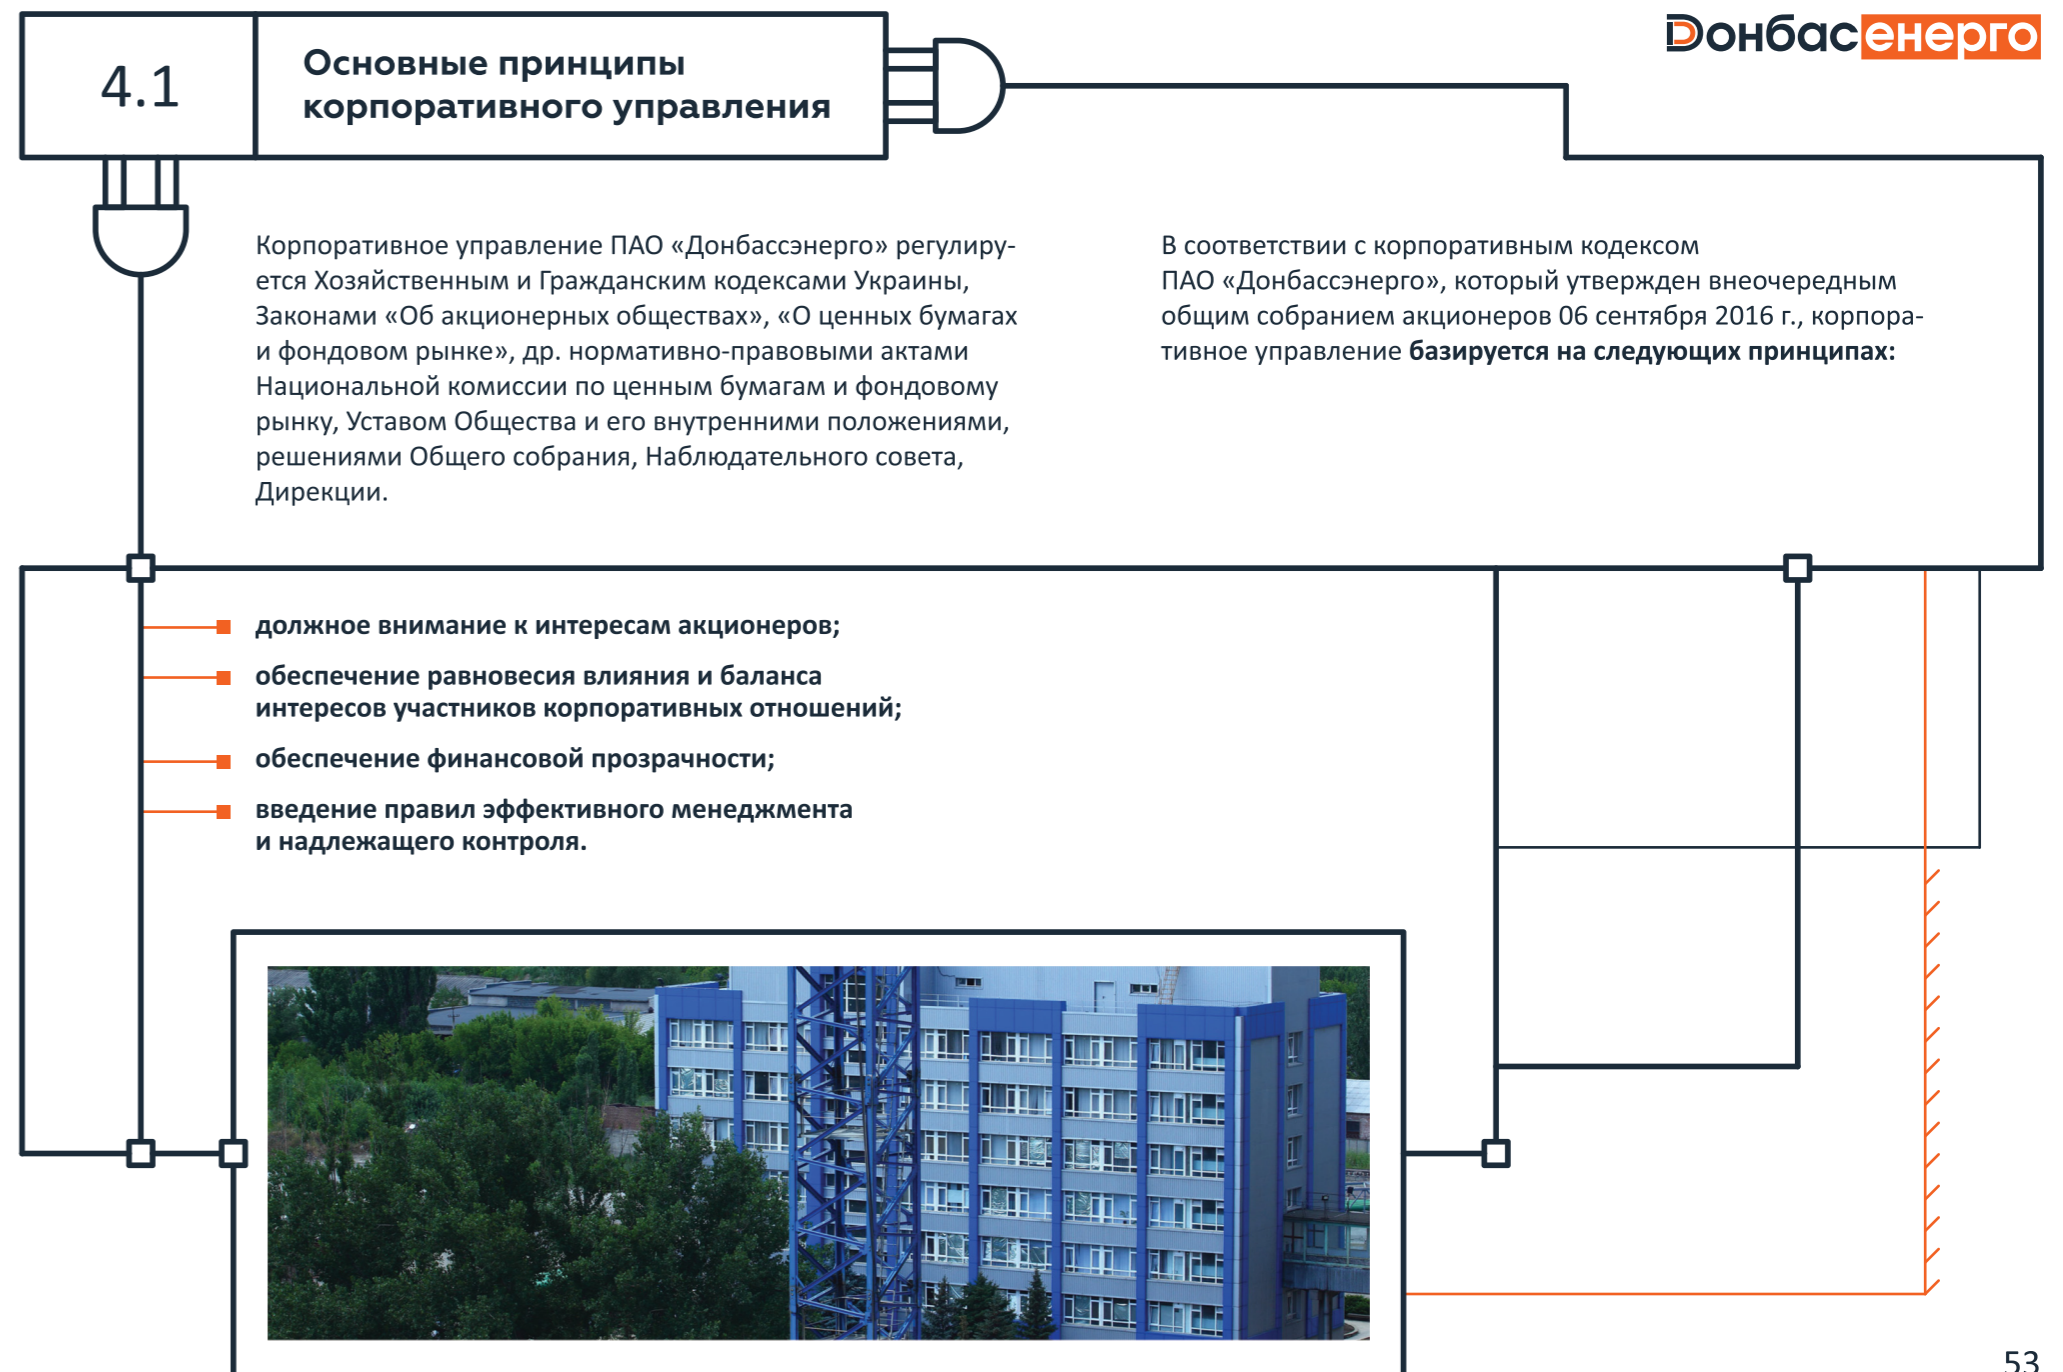 Донбасенерго
4.1
Основные принципы
корпоративного управления
Корпоративное управление ПАО «Донбассэнерго» регулиру-
ется Хозяйственным и Гражданским кодексами Украины,
Законами «Об акционерных обществах», «О ценных бумагах
и фондовом рынке», др. нормативно-правовыми актами
Национальной комиссии по ценным бумагам и фондовому
рынку, Уставом Общества и его внутренними положениями,
решениями Общего собрания, Наблюдательного совета,
Дирекции.
В соответствии с корпоративным кодексом
ПАО «Донбассэнерго», который утвержден внеочередным
общим собранием акционеров 06 сентября 2016 г., корпора-
тивное управление базируется на следующих принципах:
должное внимание к интересам акционеров;
обеспечение равновесия влияния и баланса
интересов участников корпоративных отношений;
обеспечение финансовой прозрачности;
введение правил эффективного менеджмента
и надлежащего контроля.
53